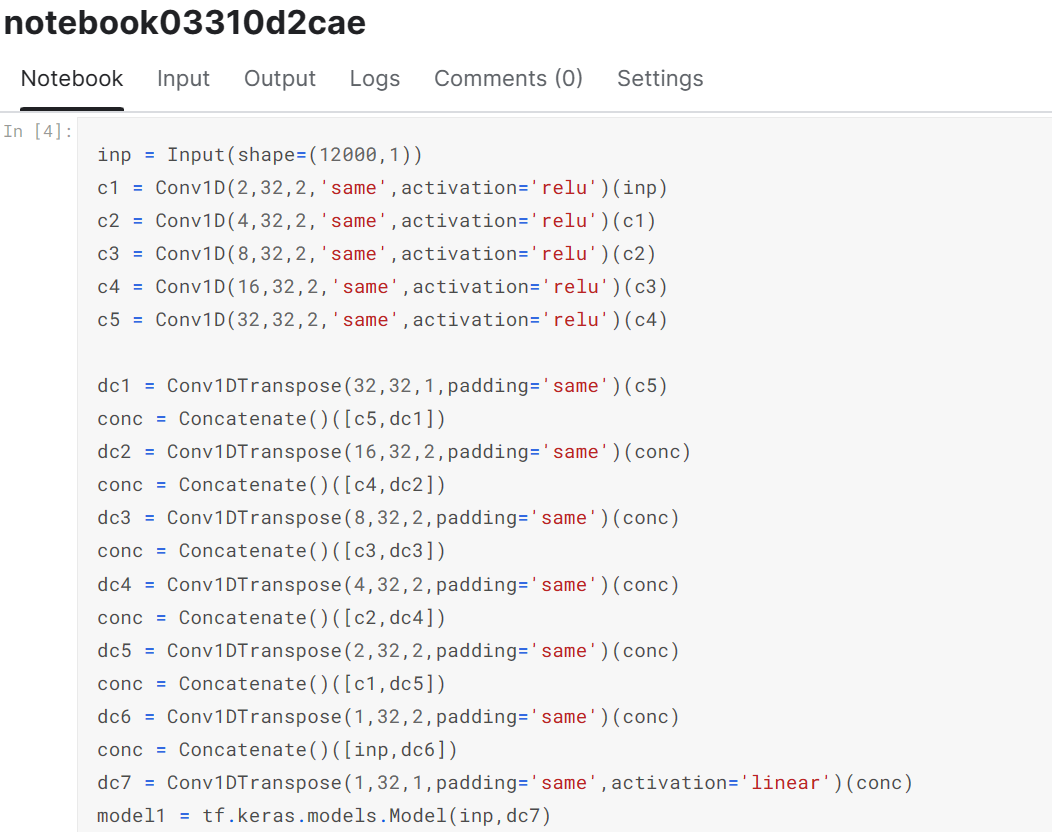 notebook03310d2cae
Notebook Input Output Logs Comments (0) Settings
In [4]:
inp = Input(shape=(12000,1))
c1 = Conv1D(2,32,2,'same',activation='relu')(inp)
c2 = Conv1D(4,32,2,'same',activation='relu')(c1)
c3 = Conv1D(8,32,2,'same',activation='relu')(c2)
c4 = Conv1D(16,32,2,'same',activation='relu')(c3)
c5 = Conv1D(32,32,2,'same',activation='relu')(c4)
dc1 = Conv1DTranspose(32,32,1,padding='same')(c5)
conc = Concatenate()([c5,dc1])
dc2 = Conv1DTranspose(16,32,2,padding='same')(conc)
conc = Concatenate()([c4,dc2])
dc3 = Conv1DTranspose(8,32,2,padding='same')(conc)
conc = Concatenate()([c3,dc3])
dc4 = Conv1DTranspose(4,32,2,padding='same')(conc)
conc = Concatenate()([c2,dc4])
dc5 = Conv1DTranspose(2,32,2,padding='same')(conc)
conc = Concatenate()([c1,dc5])
dc6 = Conv1DTranspose(1,32,2,padding='same')(conc)
conc = Concatenate()([inp,dc6])
dc7 = Conv1DTranspose(1,32,1,padding='same',activation='linear')(conc)
model1 = tf.keras.models.Model(inp,dc7)